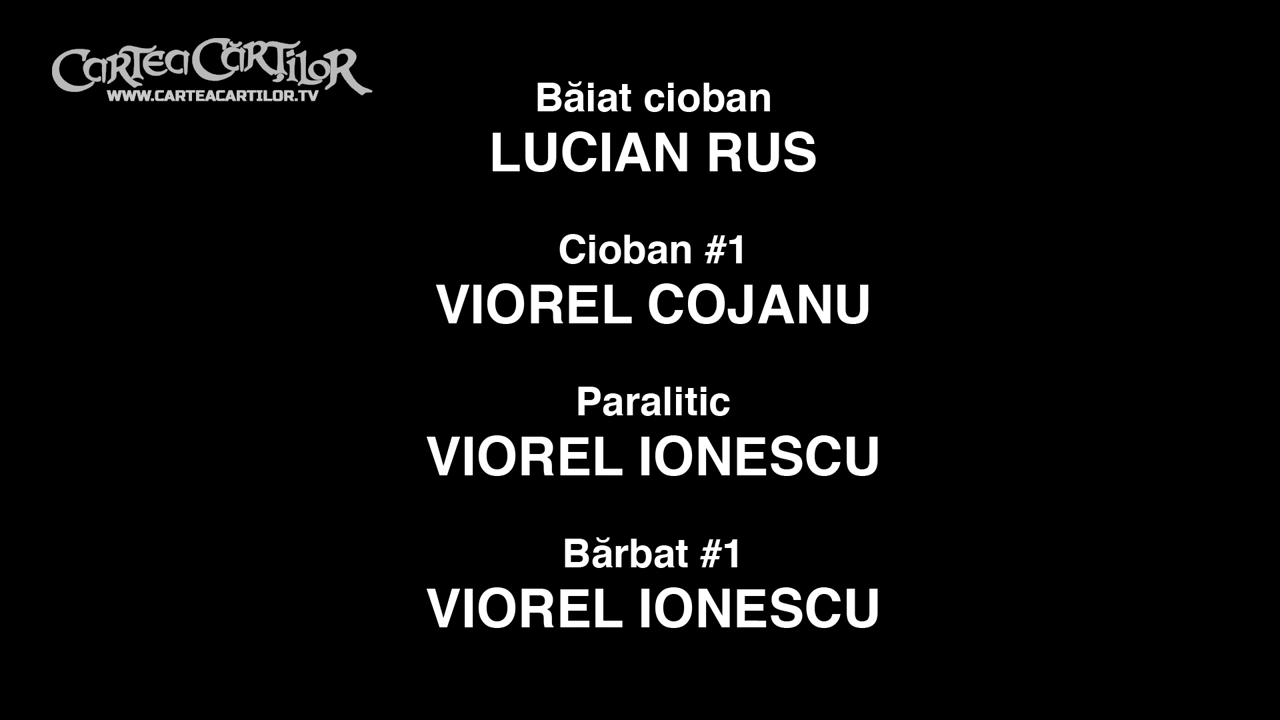 CARTEA CĂRȚILOR
WWW.CARTEACARTILOR.TV
Băiat cioban
LUCIAN RUS
Cioban #1
VIOREL COJANU
Paralitic
VIOREL IONESCU
Bărbat #1
VIOREL IONESCU